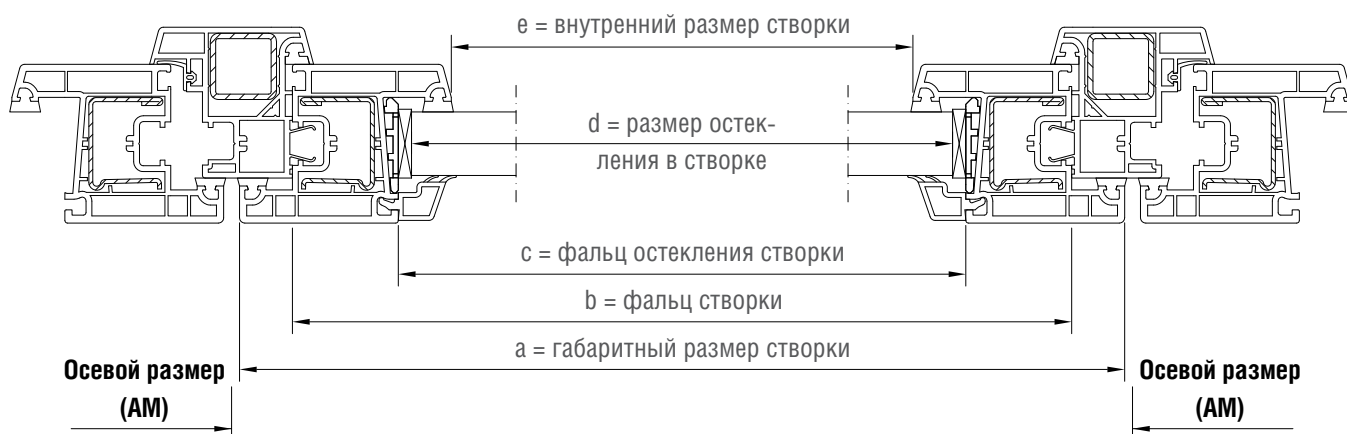 e = внутренний размер створки
d = размер остек-
ления в створке
c = фальц остекления створки
b = фальц створки
a = габаритный размер створки
Осевой размер
(AM)
Осевой размер
(AM)